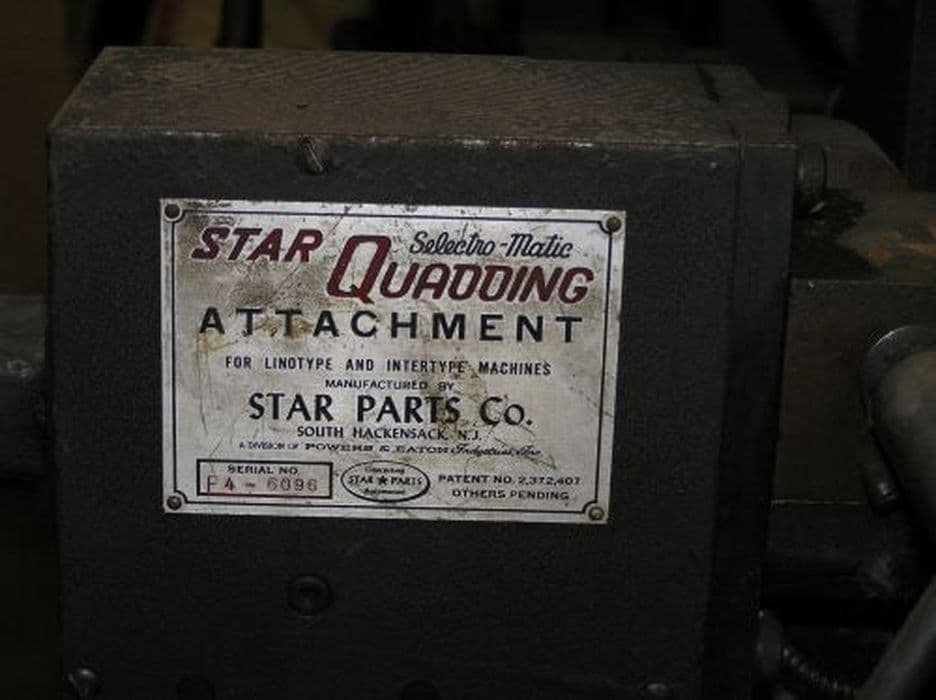 STAR Selectro-Matic
QUADDING
ATTACHMENT
FOR LINOTYPE AND INTERTYPE MACHINES
MANUFACTURED BY
STAR PARTS CO.
SOUTH HACKENSACK, N.J.
A DIVISION OF POWERS & EATON Industries, Inc.
SERIAL NO.
F4 - 6096
STAR ★ PARTS
PATENT NO. 2,372,407
OTHERS PENDING